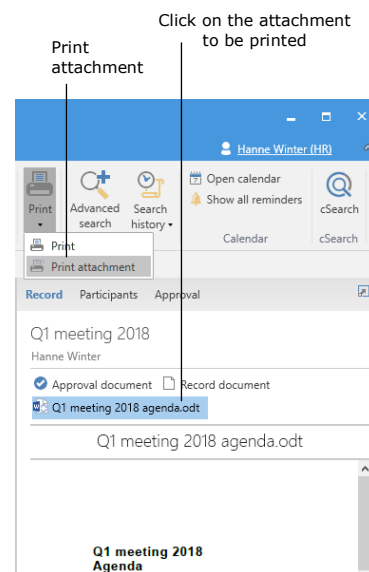 Click on the attachment
to be printed
Print
attachment
Hanne Winter (HR)
Print
Advanced
search
Search
history
Open calendar
Show all reminders
Calendar
cSearch
cSearch
Print
Print attachment
Record Participants Approval
Q1 meeting 2018
Hanne Winter
Approval document Record document
Q1 meeting 2018 agenda.odt
Q1 meeting 2018 agenda.odt
Q1 meeting 2018
Agenda